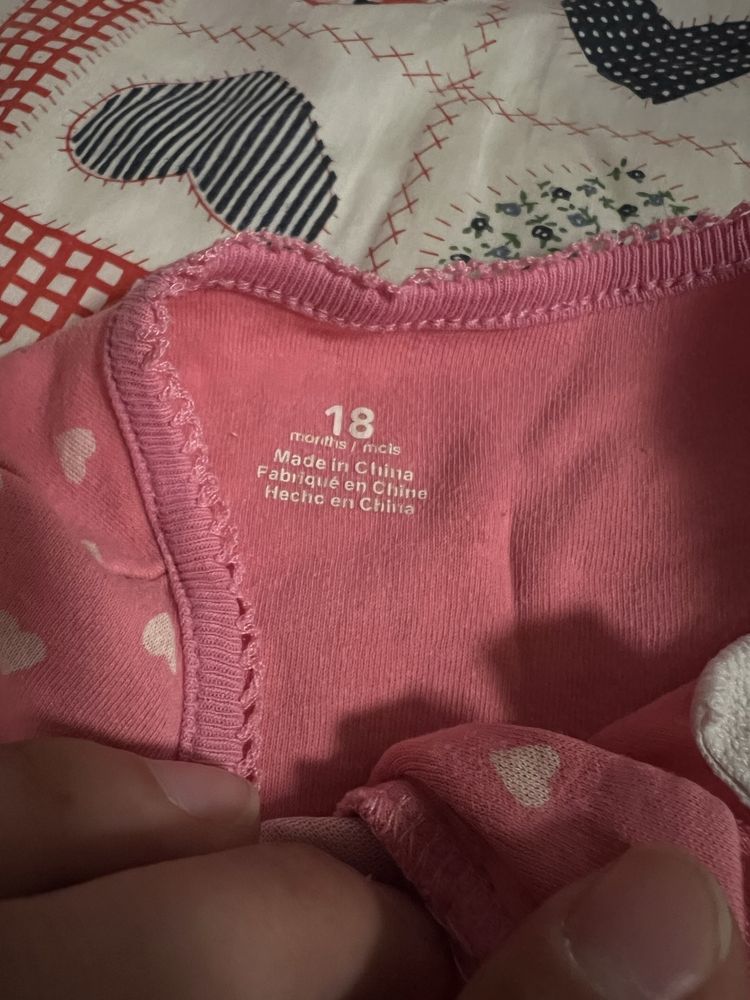 18
months / mois
Made in China
Fabriqué en Chine
Hecho en China